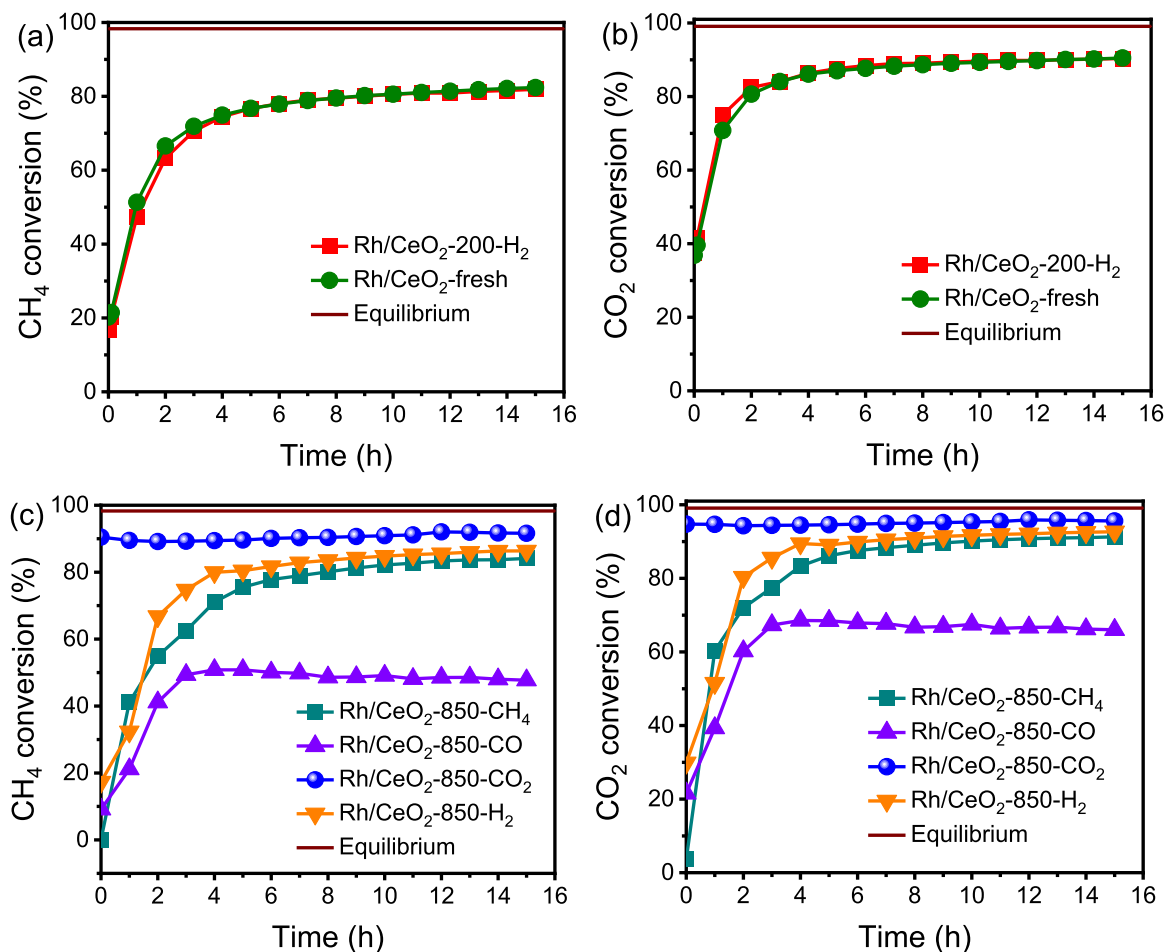 (a)
CH4 conversion (%)
100
80
60
40
20
0
Rh/CeO2-200-H2
Rh/CeO2-fresh
Equilibrium
0 2 4 6 8 10 12 14 16
Time (h)
(b)
CO2 conversion (%)
100
80
60
40
20
0
Rh/CeO2-200-H2
Rh/CeO2-fresh
Equilibrium
0 2 4 6 8 10 12 14 16
Time (h)
(c)
CH4 conversion (%)
100
80
60
40
20
0
Rh/CeO2-850-CH4
Rh/CeO2-850-CO
Rh/CeO2-850-CO2
Rh/CeO2-850-H2
Equilibrium
0 2 4 6 8 10 12 14 16
Time (h)
(d)
CO2 conversion (%)
100
80
60
40
20
0
Rh/CeO2-850-CH4
Rh/CeO2-850-CO
Rh/CeO2-850-CO2
Rh/CeO2-850-H2
Equilibrium
0 2 4 6 8 10 12 14 16
Time (h)